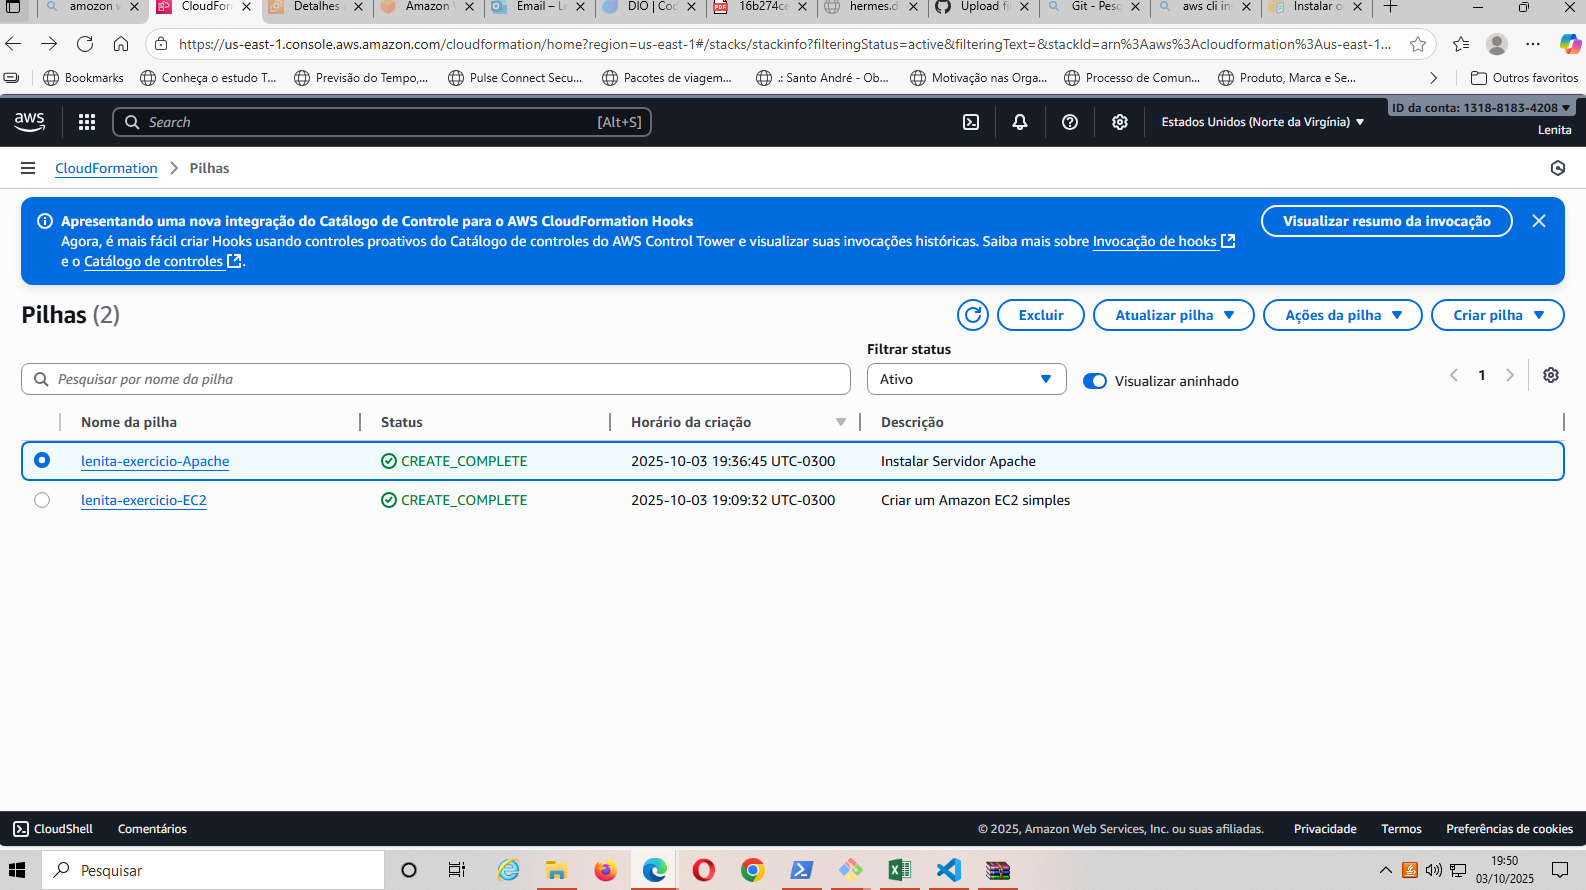 amozon v
CloudForr
Detalhes
Amazon
Email – Le
DIO | Cod
16b274ce
hermes.di
Upload fil
Git - Pesq
aws cli in
Instalar o
https://us-east-1.console.aws.amazon.com/cloudformation/home?region=us-east-1#/stacks/stackinfo?filteringStatus=active&filteringText=&stackId=arn%3Aaws%3Acloudformation%3Aus-east-1...
Bookmarks
Conheça o estudo T...
Previsão do Tempo,...
Pulse Connect Secu...
Pacotes de viagem...
.: Santo André - Ob...
Motivação nas Orga...
Processo de Comun...
Produto, Marca e Se...
Outros favoritos
aws
Search
[Alt+S]
Estados Unidos (Norte da Virgínia)
ID da conta: 1318-8183-4208
Lenita
CloudFormation
Pilhas
Apresentando uma nova integração do Catálogo de Controle para o AWS CloudFormation Hooks
Agora, é mais fácil criar Hooks usando controles proativos do Catálogo de controles do AWS Control Tower e visualizar suas invocações históricas. Saiba mais sobre Invocação de hooks
e o Catálogo de controles .
Visualizar resumo da invocação
Pilhas (2)
Excluir
Atualizar pilha
Ações da pilha
Criar pilha
Filtrar status
Pesquisar por nome da pilha
Ativo
Visualizar aninhado
1
Nome da pilha
Status
Horário da criação
Descrição
lenita-exercicio-Apache
CREATE_COMPLETE
2025-10-03 19:36:45 UTC-0300
Instalar Servidor Apache
lenita-exercicio-EC2
CREATE_COMPLETE
2025-10-03 19:09:32 UTC-0300
Criar um Amazon EC2 simples
CloudShell
Comentários
© 2025, Amazon Web Services, Inc. ou suas afiliadas.
Privacidade
Termos
Preferências de cookies
Pesquisar
19:50
03/10/2025